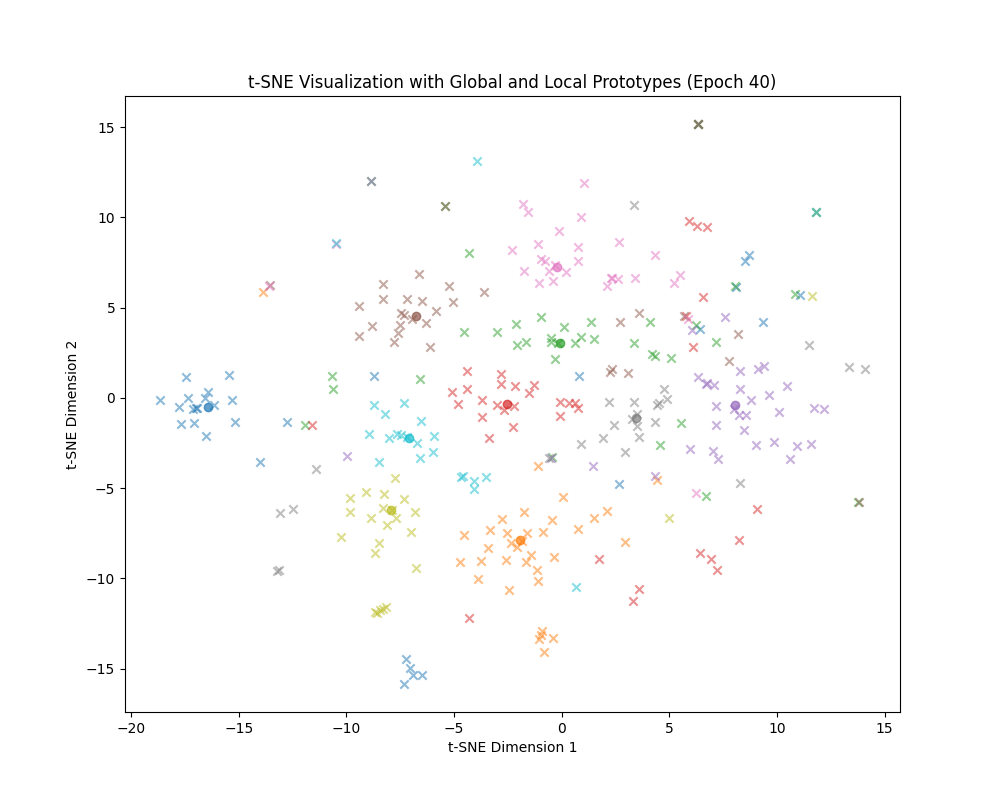 t-SNE Visualization with Global and Local Prototypes (Epoch 40)
15
10
5
0
−5
−10
−15
t-SNE Dimension 2
−20 −15 −10 −5 0 5 10 15
t-SNE Dimension 1